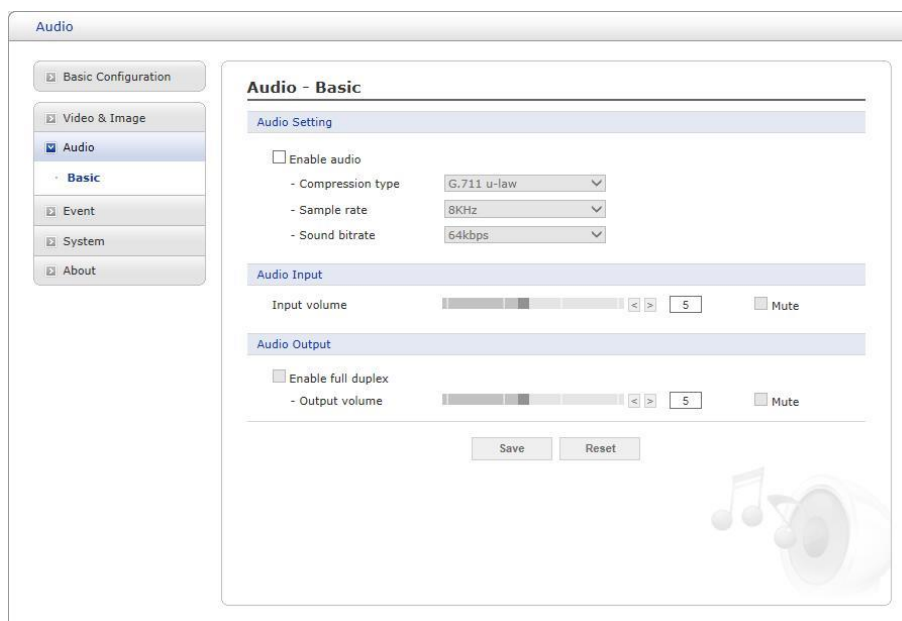 Audio
Basic Configuration
Video & Image
Audio
· Basic
Event
System
About
Audio - Basic
Audio Setting
Enable audio
- Compression type G.711 u-law
- Sample rate 8KHz
- Sound bitrate 64kbps
Audio Input
Input volume < > 5 Mute
Audio Output
Enable full duplex
- Output volume < > 5 Mute
Save Reset